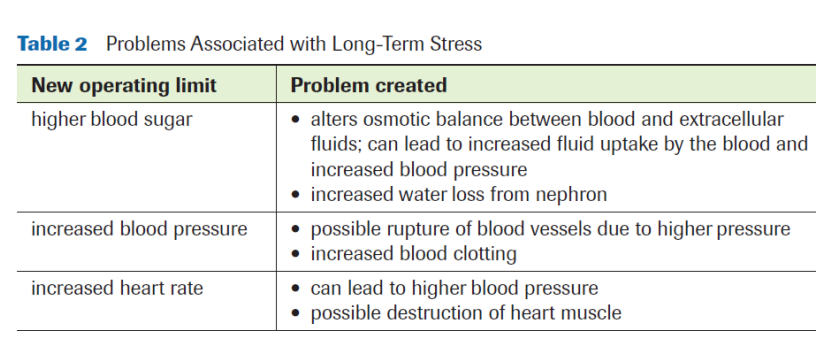 Table 2 Problems Associated with Long-Term Stress
New operating limit Problem created
higher blood sugar • alters osmotic balance between blood and extracellular
fluids; can lead to increased fluid uptake by the blood and
increased blood pressure
• increased water loss from nephron
increased blood pressure • possible rupture of blood vessels due to higher pressure
• increased blood clotting
increased heart rate • can lead to higher blood pressure
• possible destruction of heart muscle